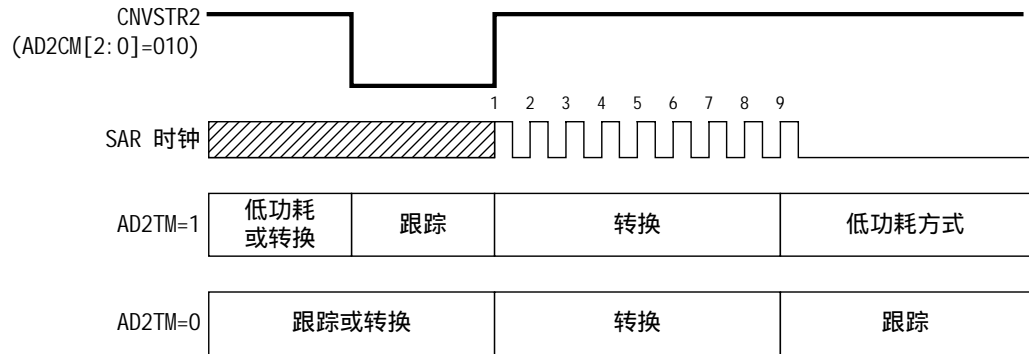 CNVSTR2
(AD2CM[2:0]=010)
1 2 3 4 5 6 7 8 9
SAR 时钟
AD2TM=1
低功耗
或转换
跟踪
转换
低功耗方式
AD2TM=0
跟踪或转换
转换
跟踪